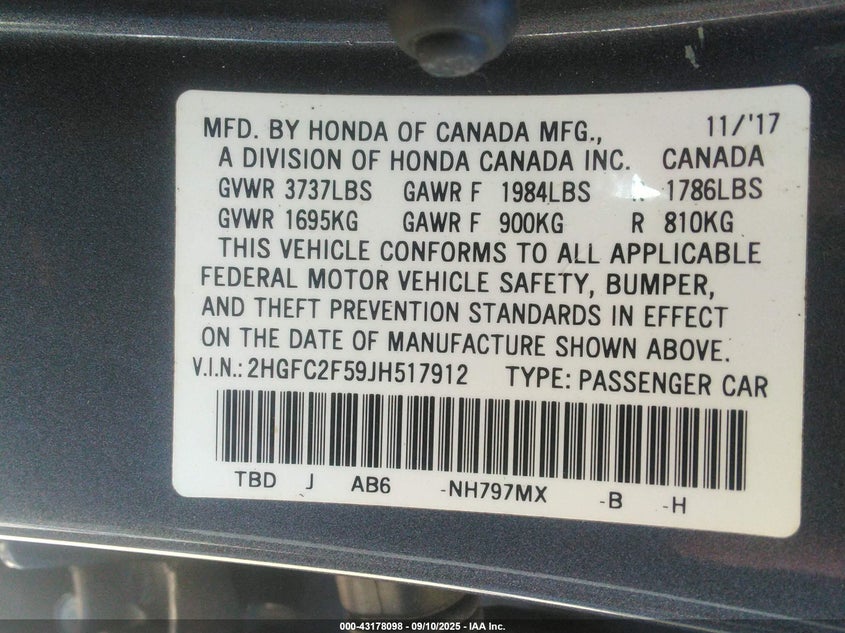 MFD. BY HONDA OF CANADA MFG., 11/'17
A DIVISION OF HONDA CANADA INC. CANADA
GVWR 3737LBS GAWR F 1984LBS 1786LBS
GVWR 1695KG GAWR F 900KG R 810KG
THIS VEHICLE CONFORMS TO ALL APPLICABLE
FEDERAL MOTOR VEHICLE SAFETY, BUMPER,
AND THEFT PREVENTION STANDARDS IN EFFECT
ON THE DATE OF MANUFACTURE SHOWN ABOVE.
V.I.N.: 2HGFC2F59JH517912 TYPE: PASSENGER CAR
TBD J AB6 -NH797MX -B -H
000-43178098 - 09/10/2025 - IAA Inc.